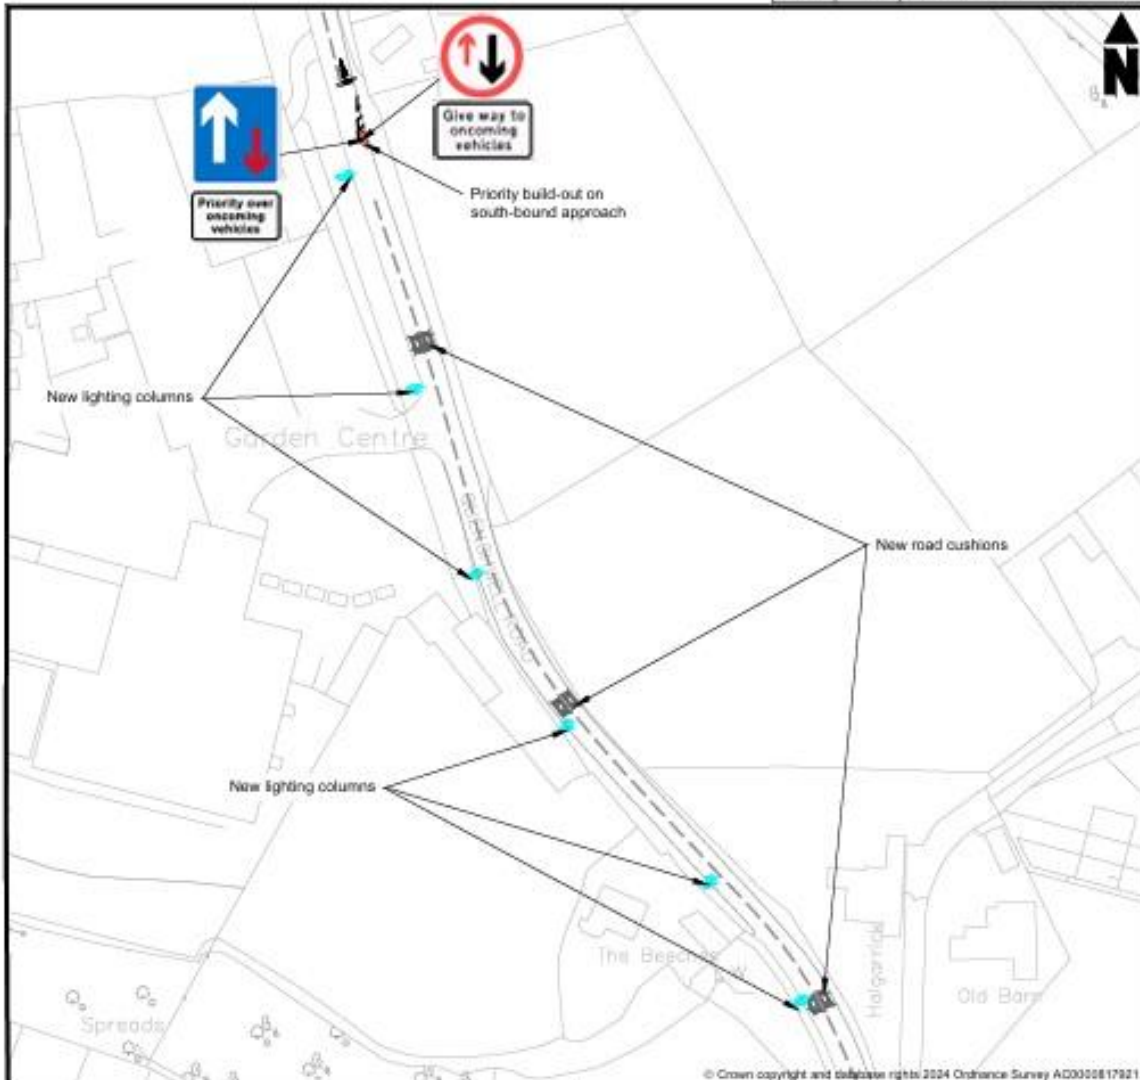 N
Give way to
oncoming
vehicles
Priority over
oncoming
vehicles
Priority build-out on
south-bound approach
New lighting columns
Garden Centre
New road cushions
New lighting columns
The Beeches
Halgarrick
Old Barn
Spreads
© Crown copyright and database rights 2024 Ordnance Survey AC0000817921